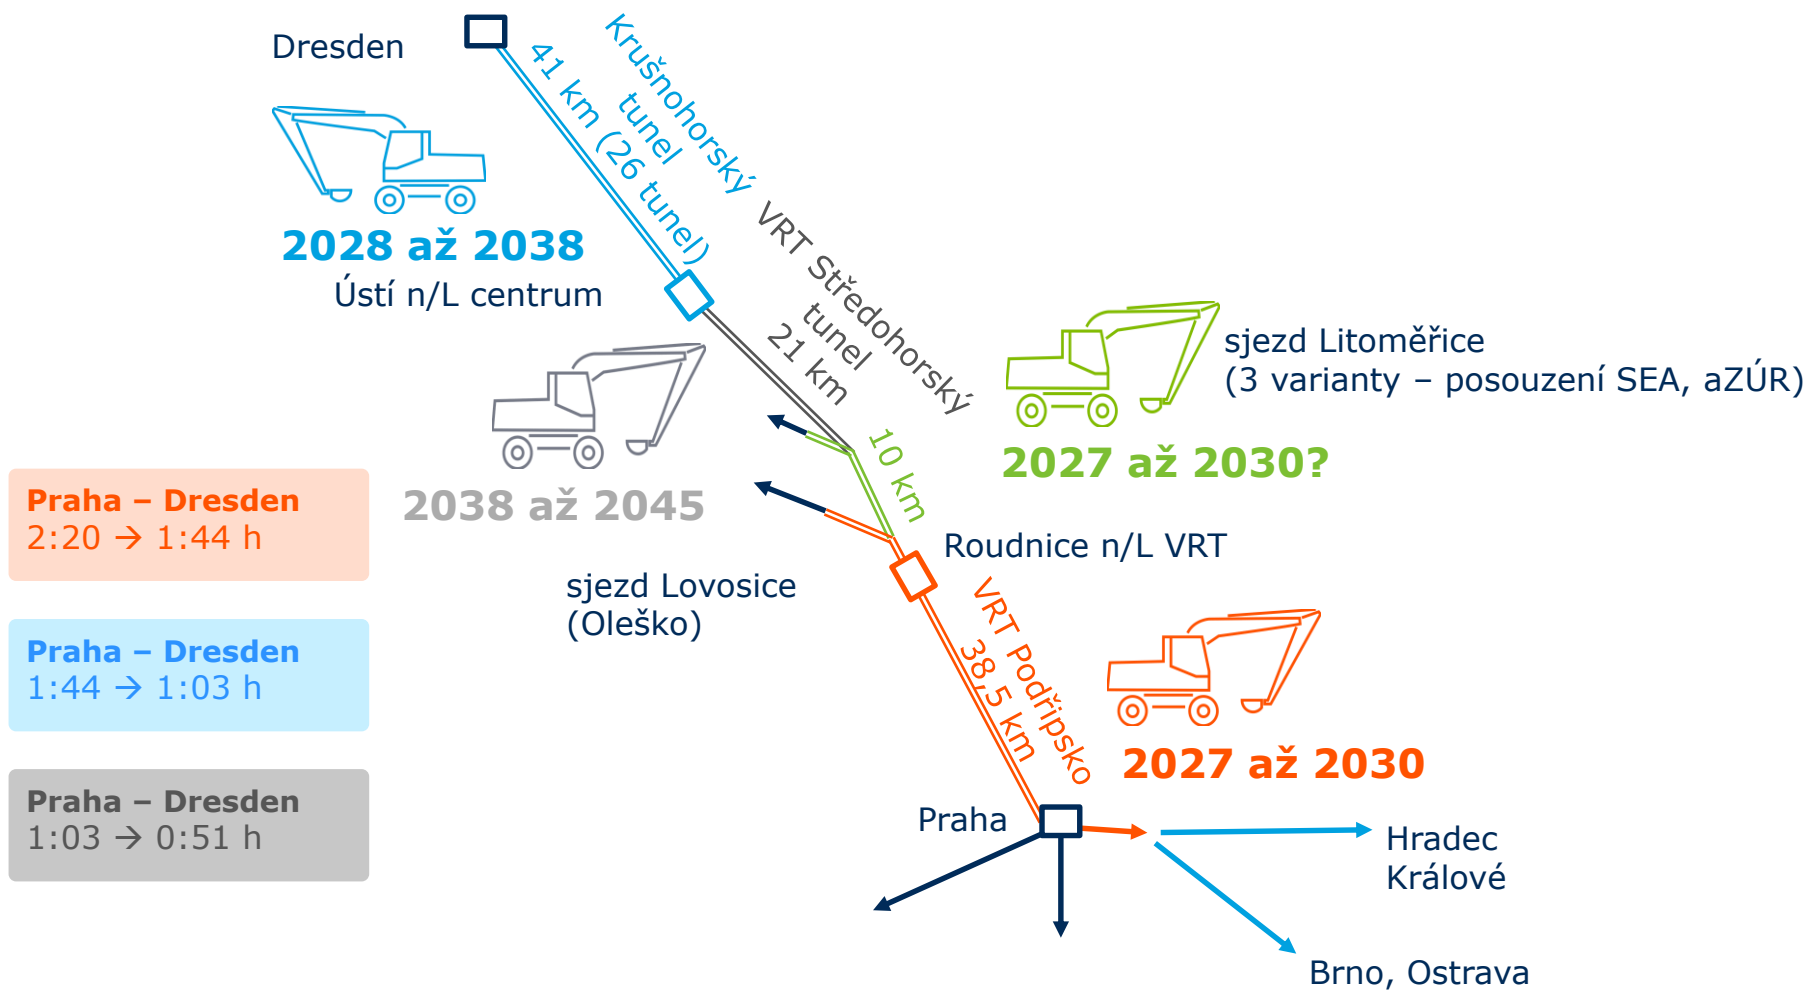 Dresden
41 km (26 tunel)
Krušnohorský
tunel
2028 až 2038
Ústí n/L centrum
VRT Středohorský
tunel
21 km
sjezd Litoměřice
(3 varianty – posouzení SEA, aZÚR)
2027 až 2030?
10 km
2038 až 2045
Praha – Dresden
2:20 → 1:44 h
Roudnice n/L VRT
sjezd Lovosice
(Oleško)
VRT Podřipsko
38,5 km
Praha – Dresden
1:44 → 1:03 h
2027 až 2030
Praha – Dresden
1:03 → 0:51 h
Praha
Hradec
Králové
Brno, Ostrava